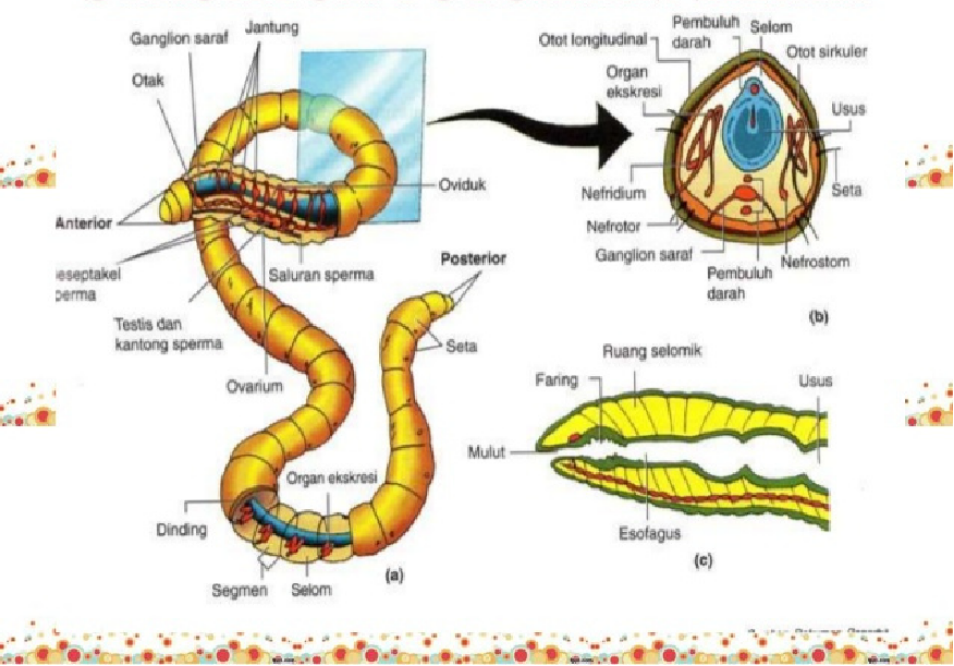 Jantung
Ganglion saraf
Otak
Anterior
perma
Testis dan
kantong sperma
Saluran sperma
Ovarium
Oviduk
Posterior
Seta
Organ ekskresi
Dinding
Segmen
Selom
(a)
Otot longitudinal
Pembuluh
darah
Selom
Otot sirkuler
Organ
ekskresi
Usus
Nefridium
Seta
Nefrotor
Ganglion saraf
Pembuluh
darah
Nefrostom
(b)
Ruang selomik
Faring
Usus
Mulut
Esofagus
(c)